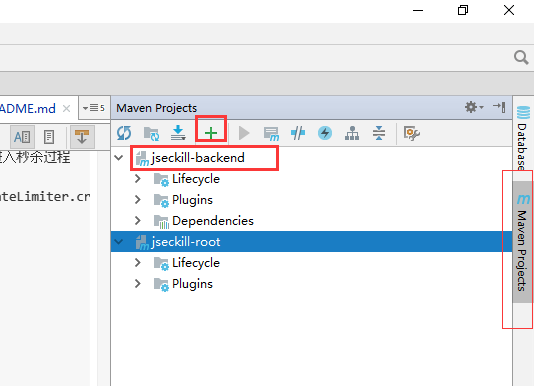 ADME.md
≡5
Maven Projects
入秒杀过程
ateLimiter.cr
jseckill-backend
Lifecycle
Plugins
Dependencies
jseckill-root
Lifecycle
Plugins
Database
Maven Projects